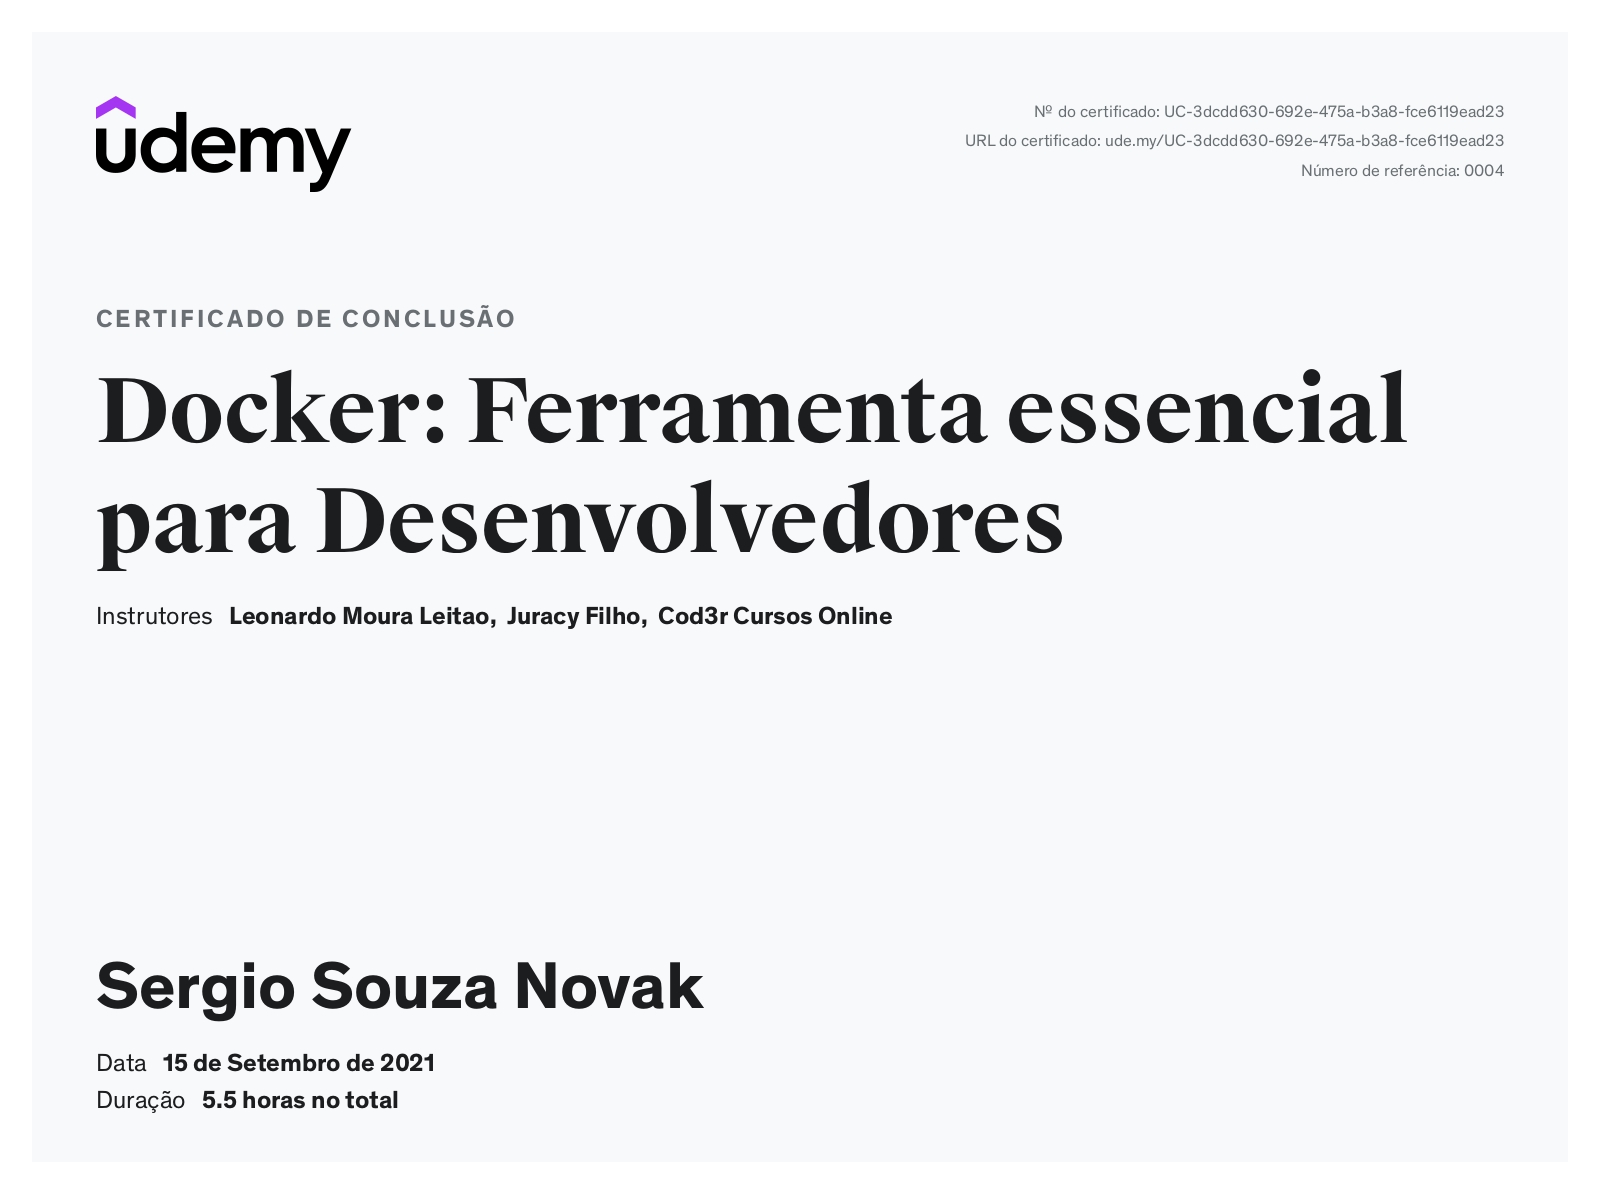 udemy
Nº do certificado: UC-3dcdd630-692e-475a-b3a8-fce6119ead23
URL do certificado: ude.my/UC-3dcdd630-692e-475a-b3a8-fce6119ead23
Número de referência: 0004
CERTIFICADO DE CONCLUSÃO
Docker: Ferramenta essencial
para Desenvolvedores
Instrutores Leonardo Moura Leitao, Juracy Filho, Cod3r Cursos Online
Sergio Souza Novak
Data 15 de Setembro de 2021
Duração 5.5 horas no total